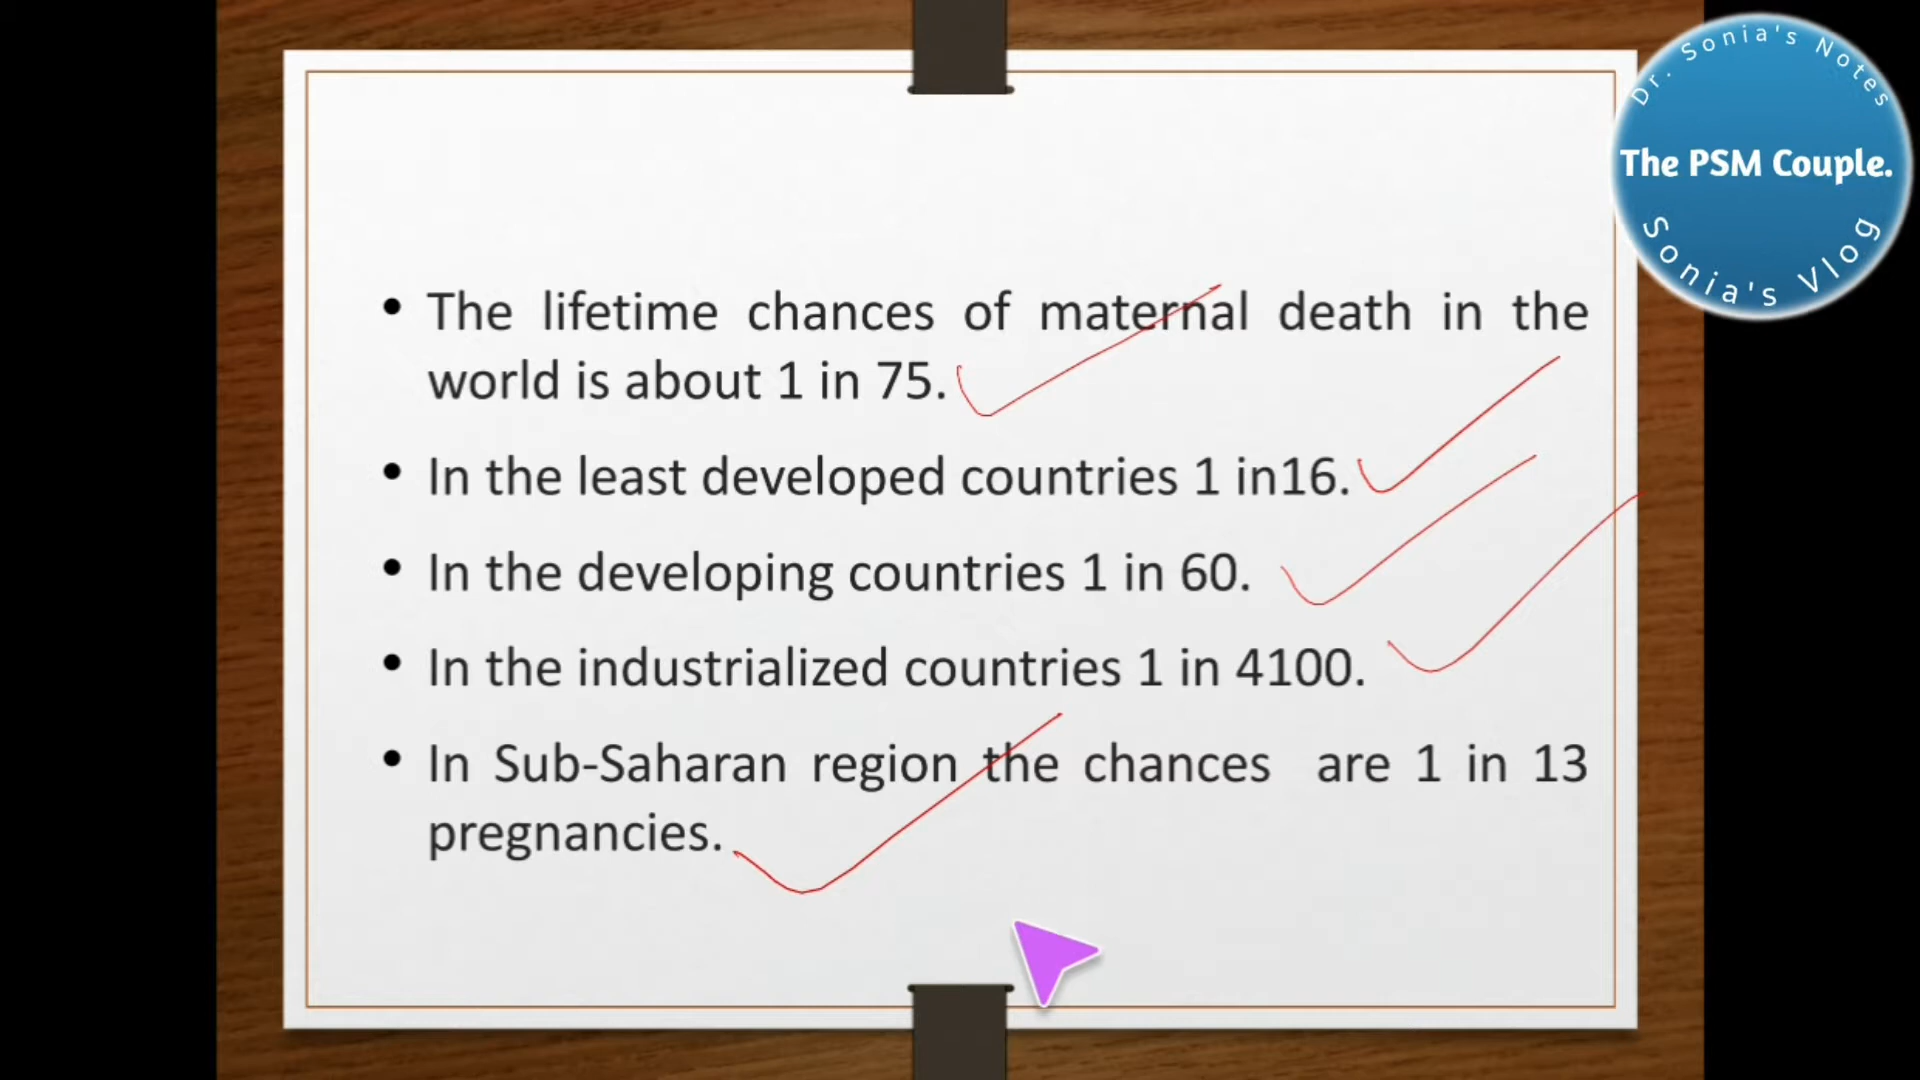 Dr. Sonia's Notes
The PSM Couple.
Sonia's Vlog
• The lifetime chances of maternal death in the
world is about 1 in 75.
• In the least developed countries 1 in16.
• In the developing countries 1 in 60.
• In the industrialized countries 1 in 4100.
• In Sub-Saharan region the chances are 1 in 13
pregnancies.